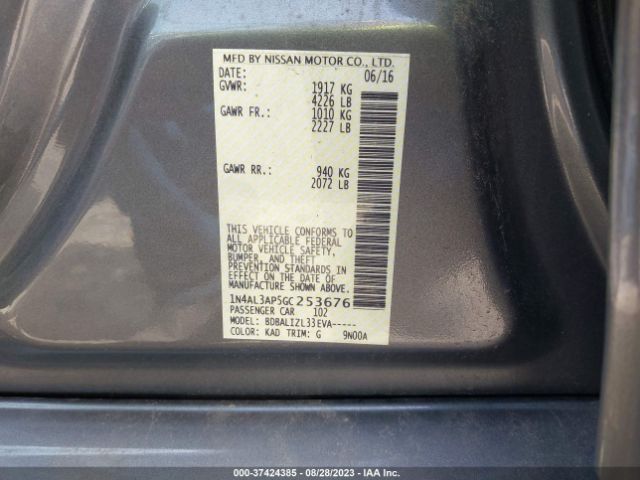 MFD BY NISSAN MOTOR CO., LTD.
DATE: 06/16
GVWR: 1917 KG
4226 LB
GAWR FR.: 1010 KG
2227 LB
GAWR RR.: 940 KG
2072 LB
THIS VEHICLE CONFORMS TO
ALL APPLICABLE FEDERAL
MOTOR VEHICLE SAFETY,
BUMPER, AND THEFT
PREVENTION STANDARDS IN
EFFECT ON THE DATE OF
MANUFACTURE SHOWN ABOVE.
1N4AL3AP5GC253676
PASSENGER CAR 102
MODEL: BDBALIZL33EVA-----
COLOR: KAD TRIM: G 9N00A
000-37424385 - 08/28/2023 - IAA Inc.